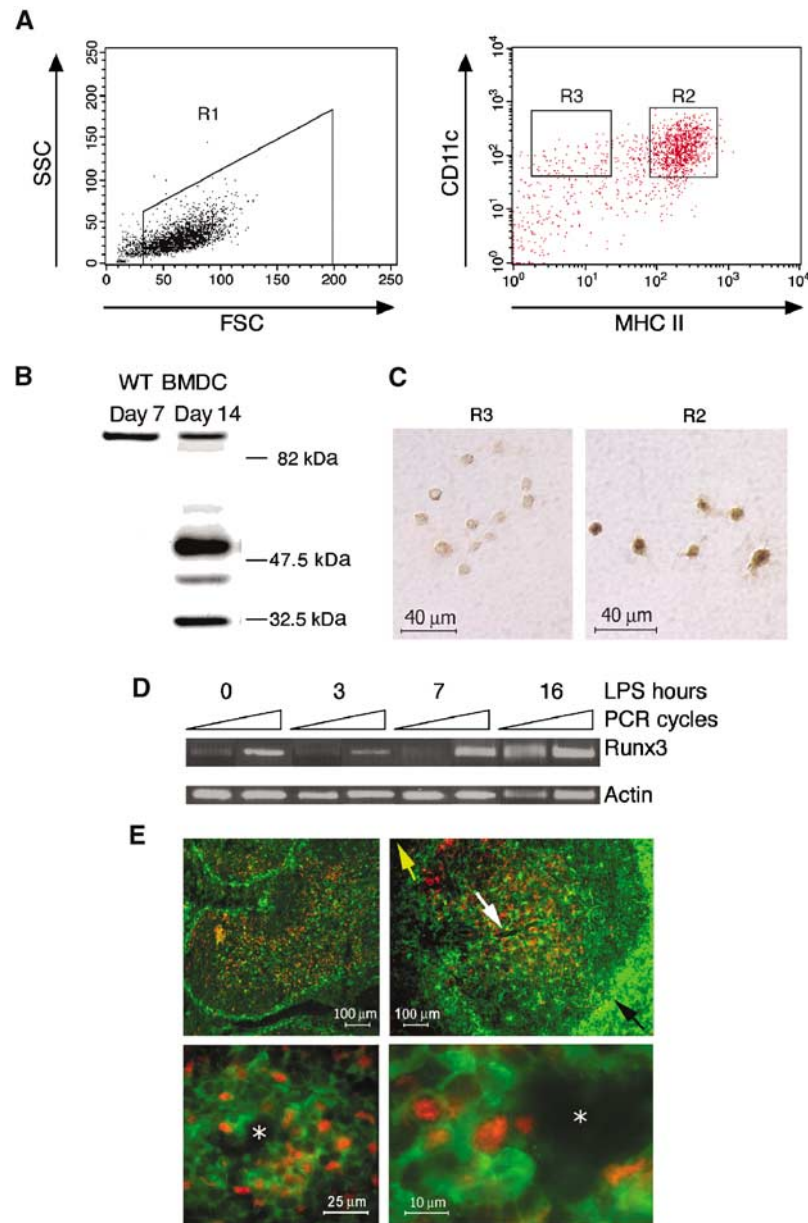 A
SSC
250
200
150
100
50
0
R1
0 50 100 150 200 250
FSC
CD11c
10⁴
10³
10²
10¹
10⁰
R3
R2
10⁰ 10¹ 10² 10³ 10⁴
MHC II
B
WT BMDC
Day 7 Day 14
82 kDa
47.5 kDa
32.5 kDa
C
R3
R2
40 μm
40 μm
D
0 3 7 16 LPS hours
PCR cycles
Runx3
Actin
E
100 μm
100 μm
*
25 μm
*
10 μm